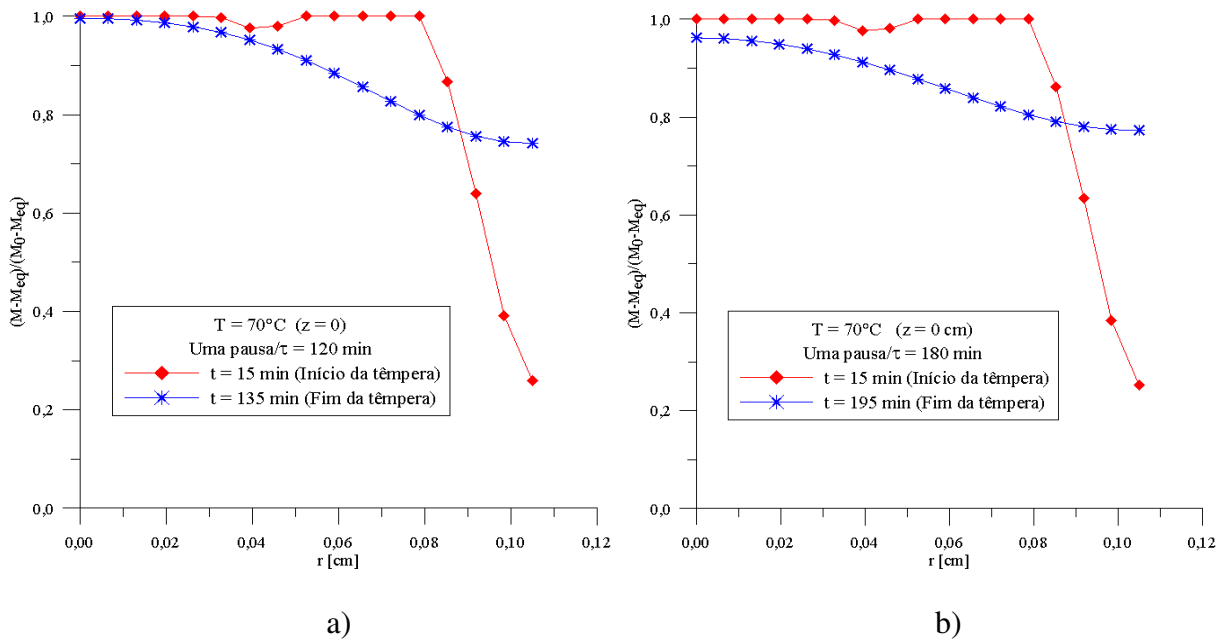 1,0
0,8
0,6
0,4
0,2
0,0
(M-Meq)/(M0-Meq)
T = 70°C (z = 0)
Uma pausa/τ = 120 min
t = 15 min (Início da têmpera)
t = 135 min (Fim da têmpera)
0,00 0,02 0,04 0,06 0,08 0,10 0,12
r [cm]
a)
1,0
0,8
0,6
0,4
0,2
0,0
(M-Meq)/(M0-Meq)
T = 70°C (z = 0 cm)
Uma pausa/τ = 180 min
t = 15 min (Início da têmpera)
t = 195 min (Fim da têmpera)
0,00 0,02 0,04 0,06 0,08 0,10 0,12
r [cm]
b)